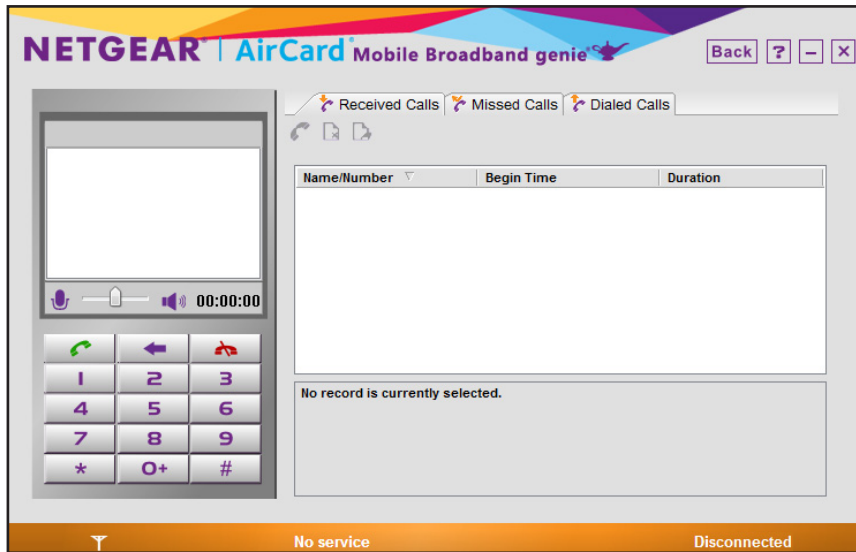 NETGEAR® | AirCard® Mobile Broadband genie®
Back ? – ×
Received Calls Missed Calls Dialed Calls
Name/Number Begin Time Duration
00:00:00
1 2 3
4 5 6
7 8 9
* 0+ #
No record is currently selected.
No service Disconnected